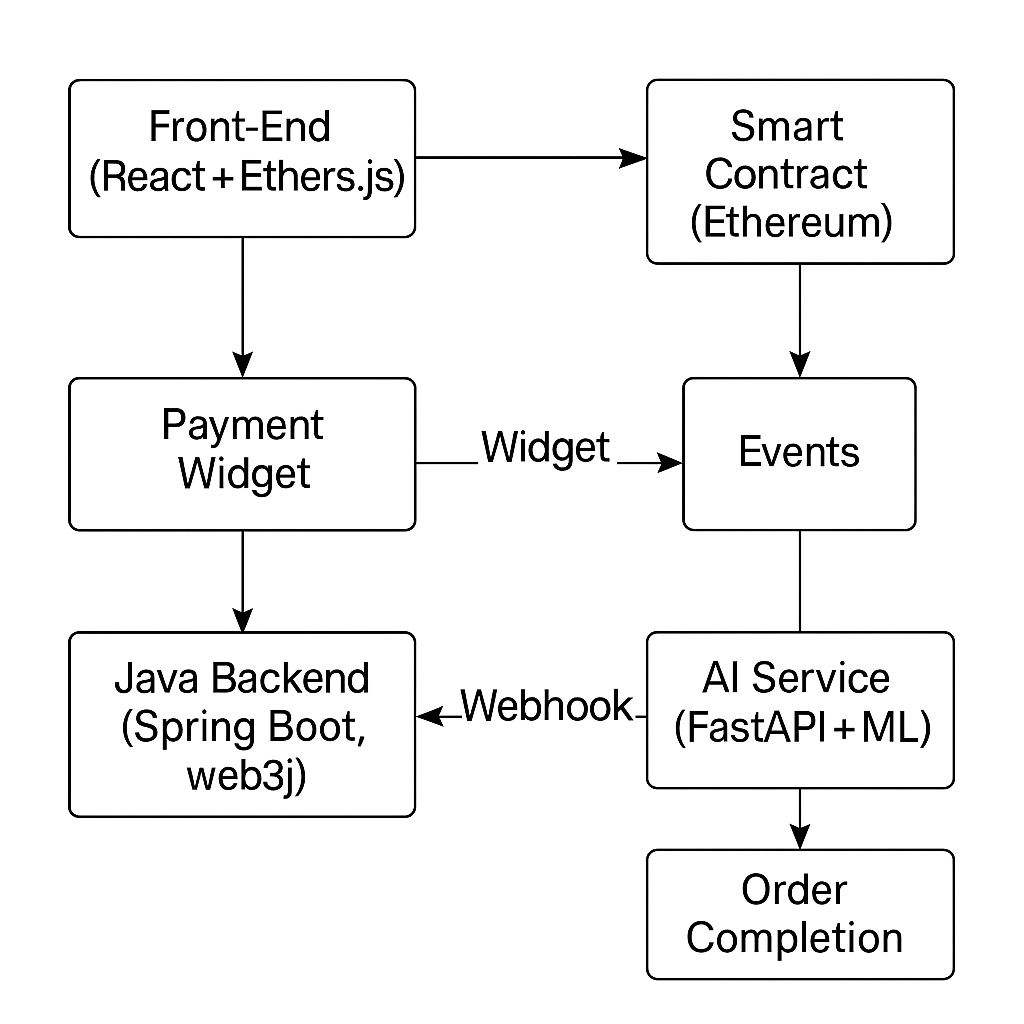 Front-End
(React + Ethers.js)
Smart
Contract
(Ethereum)
Payment
Widget
Widget
Events
Java Backend
(Spring Boot,
web3j)
Webhook
AI Service
(FastAPI + ML)
Order
Completion